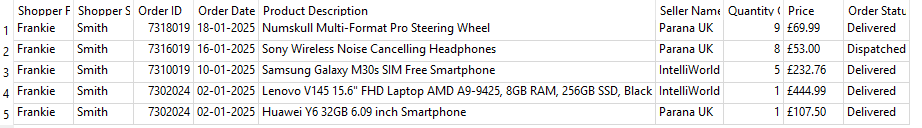 Shopper F Shopper S Order ID Order Date Product Description Seller Name Quantity ( Price Order Statu
1 Frankie Smith 7318019 18-01-2025 Numskull Multi-Format Pro Steering Wheel Parana UK 9 £69.99 Delivered
2 Frankie Smith 7316019 16-01-2025 Sony Wireless Noise Cancelling Headphones Parana UK 8 £53.00 Dispatched
3 Frankie Smith 7310019 10-01-2025 Samsung Galaxy M30s SIM Free Smartphone IntelliWorld 5 £232.76 Delivered
4 Frankie Smith 7302024 02-01-2025 Lenovo V145 15.6" FHD Laptop AMD A9-9425, 8GB RAM, 256GB SSD, Black IntelliWorld 1 £444.99 Delivered
5 Frankie Smith 7302024 02-01-2025 Huawei Y6 32GB 6.09 inch Smartphone Parana UK 1 £107.50 Delivered